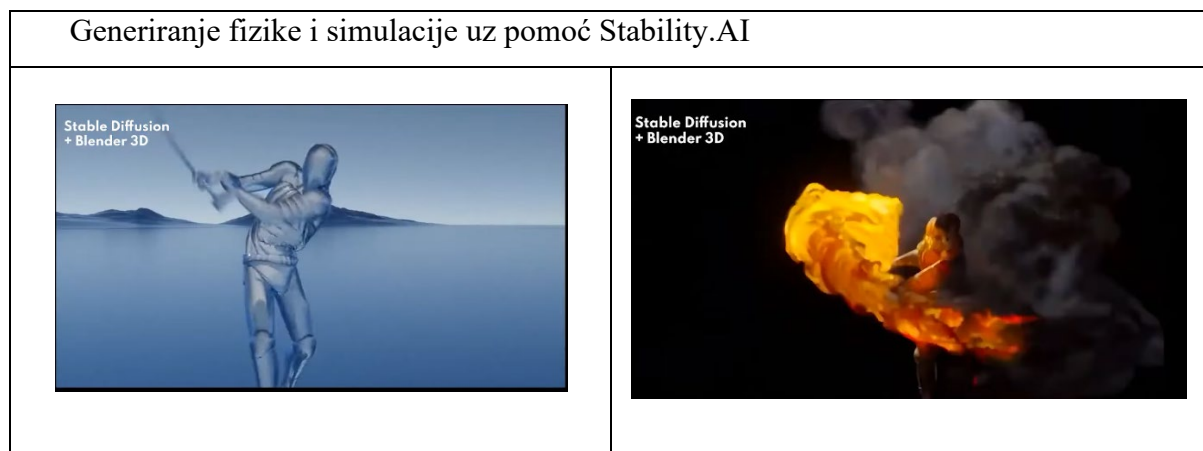 Generiranje fizike i simulacije uz pomoć Stability.AI
Stable Diffusion
+ Blender 3D
Stable Diffusion
+ Blender 3D